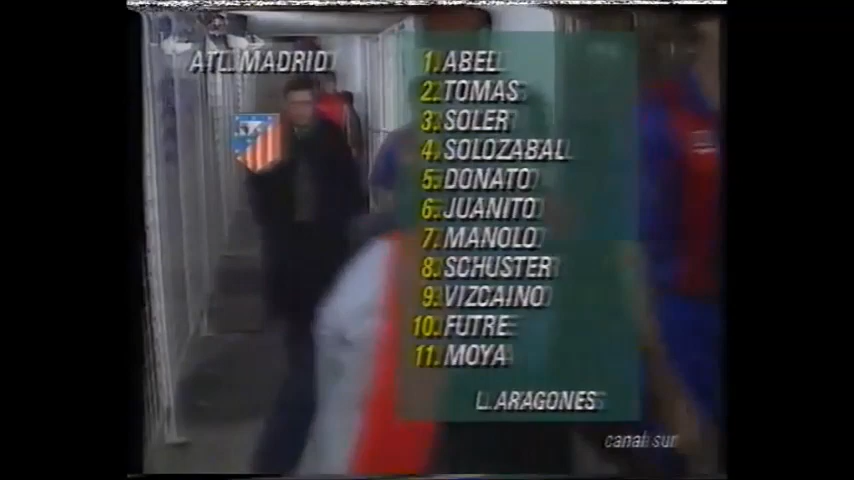 ATL. MADRID
1. ABEL
2. TOMAS
3. SOLER
4. SOLOZABAL
5. DONATO
6. JUANITO
7. MANOLO
8. SCHUSTER
9. VIZCAINO
10. FUTRE
11. MOYA
L. ARAGONES
canal sur